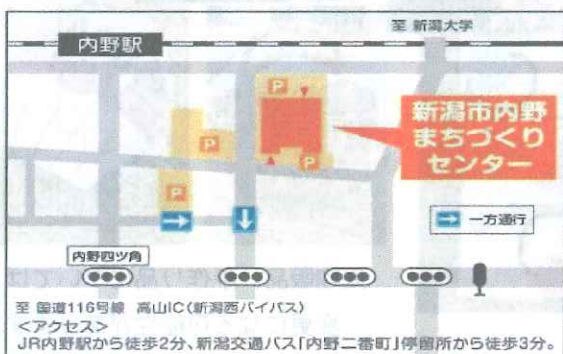 至 新潟大学
内野駅
P
新潟市内野
まちづくり
センター
P
P
P
一方通行
内野四ツ角
至 国道116号線 高山IC(新潟西バイパス)
<アクセス>
JR内野駅から徒歩2分、新潟交通バス「内野二番町」停留所から徒歩3分。